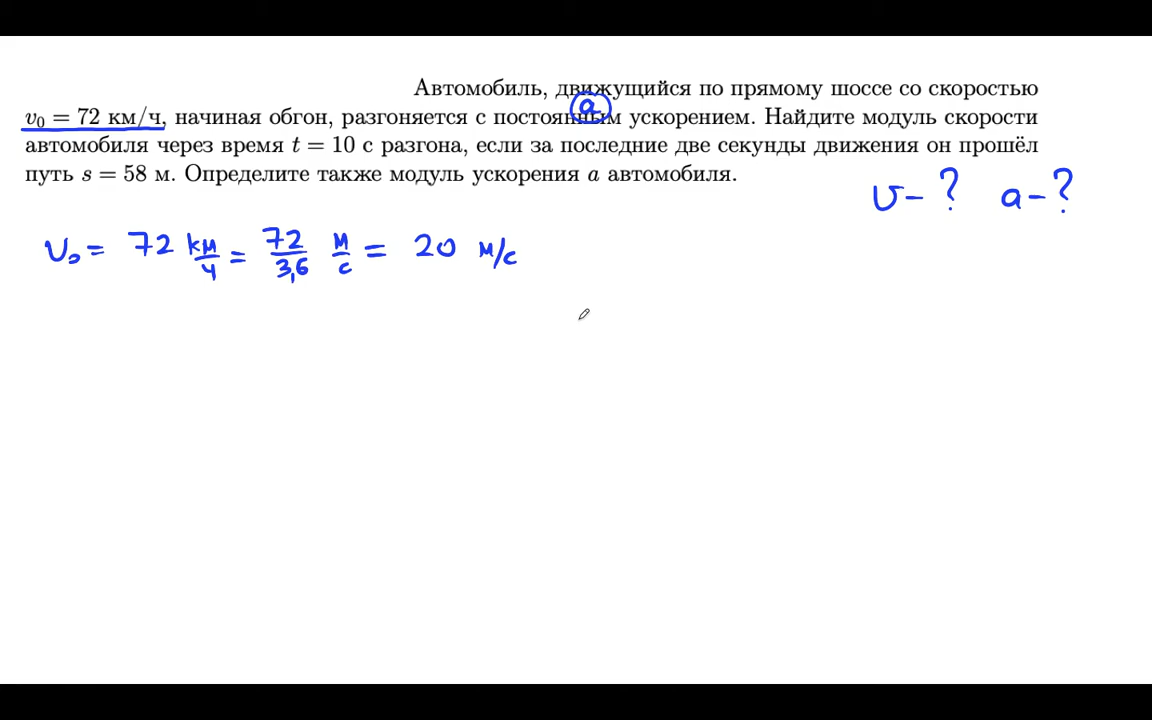 Автомобиль, движущийся по прямому шоссе со скоростью
v₀ = 72 км/ч, начиная обгон, разгоняется с постоянным ускорением. Найдите модуль скорости
a
автомобиля через время t = 10 с разгона, если за последние две секунды движения он прошёл
путь s = 58 м. Определите также модуль ускорения a автомобиля.
υ – ? a – ?
υ₀ = 72 км/ч = 72/3,6 м/с = 20 м/с